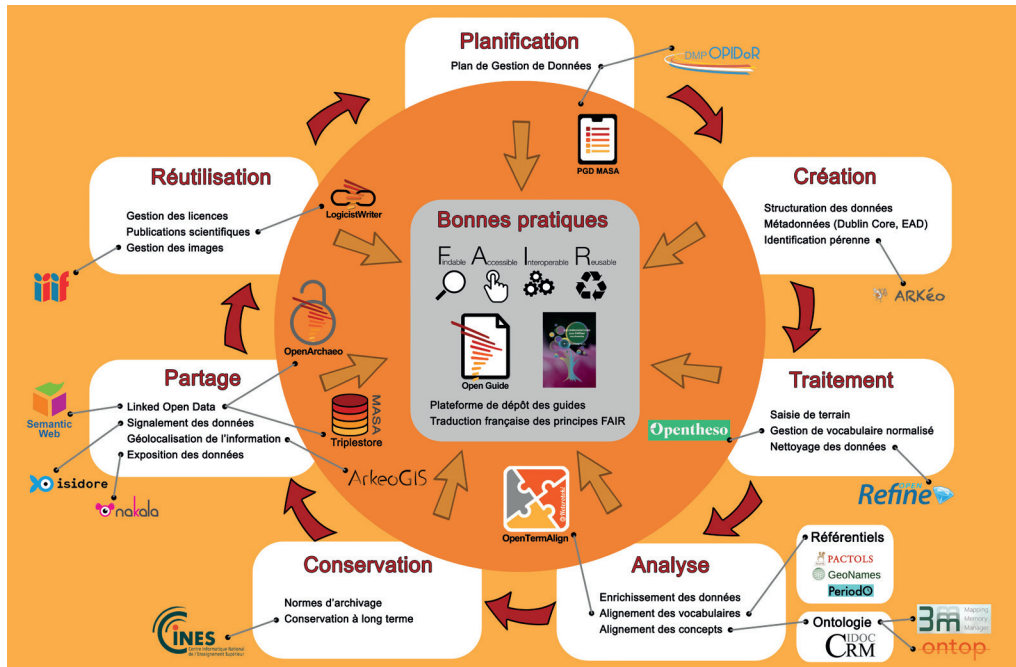 Planification
Plan de Gestion de Données
DMP OPIDoR
PGD MASA
Création
Structuration des données
Métadonnées (Dublin Core, EAD)
Identification pérenne
ARKéo
Traitement
Saisie de terrain
Gestion de vocabulaire normalisé
Nettoyage des données
Opentheso
OPEN
Refine
Analyse
Enrichissement des données
Alignement des vocabulaires
Alignement des concepts
OpenTermAlign
Référentiels
PACTOLS
GeoNames
PeriodO
Ontologie
CIDOC
CRM
3m
Mapping
Memory
Manager
ontop
Conservation
Normes d'archivage
Conservation à long terme
CINES
Centre Informatique National
de l'Enseignement Supérieur
Partage
Linked Open Data
Signalement des données
Géolocalisation de l'information
Exposition des données
Semantic
Web
isidore
nakala
OpenArchaeo
MASA
Triplestore
ArkeoGIS
Réutilisation
Gestion des licences
Publications scientifiques
Gestion des images
LogicistWriter
iiif
Bonnes pratiques
Findable Accessible Interoperable Reusable
Open Guide
Plateforme de dépôt des guides
Traduction française des principes FAIR